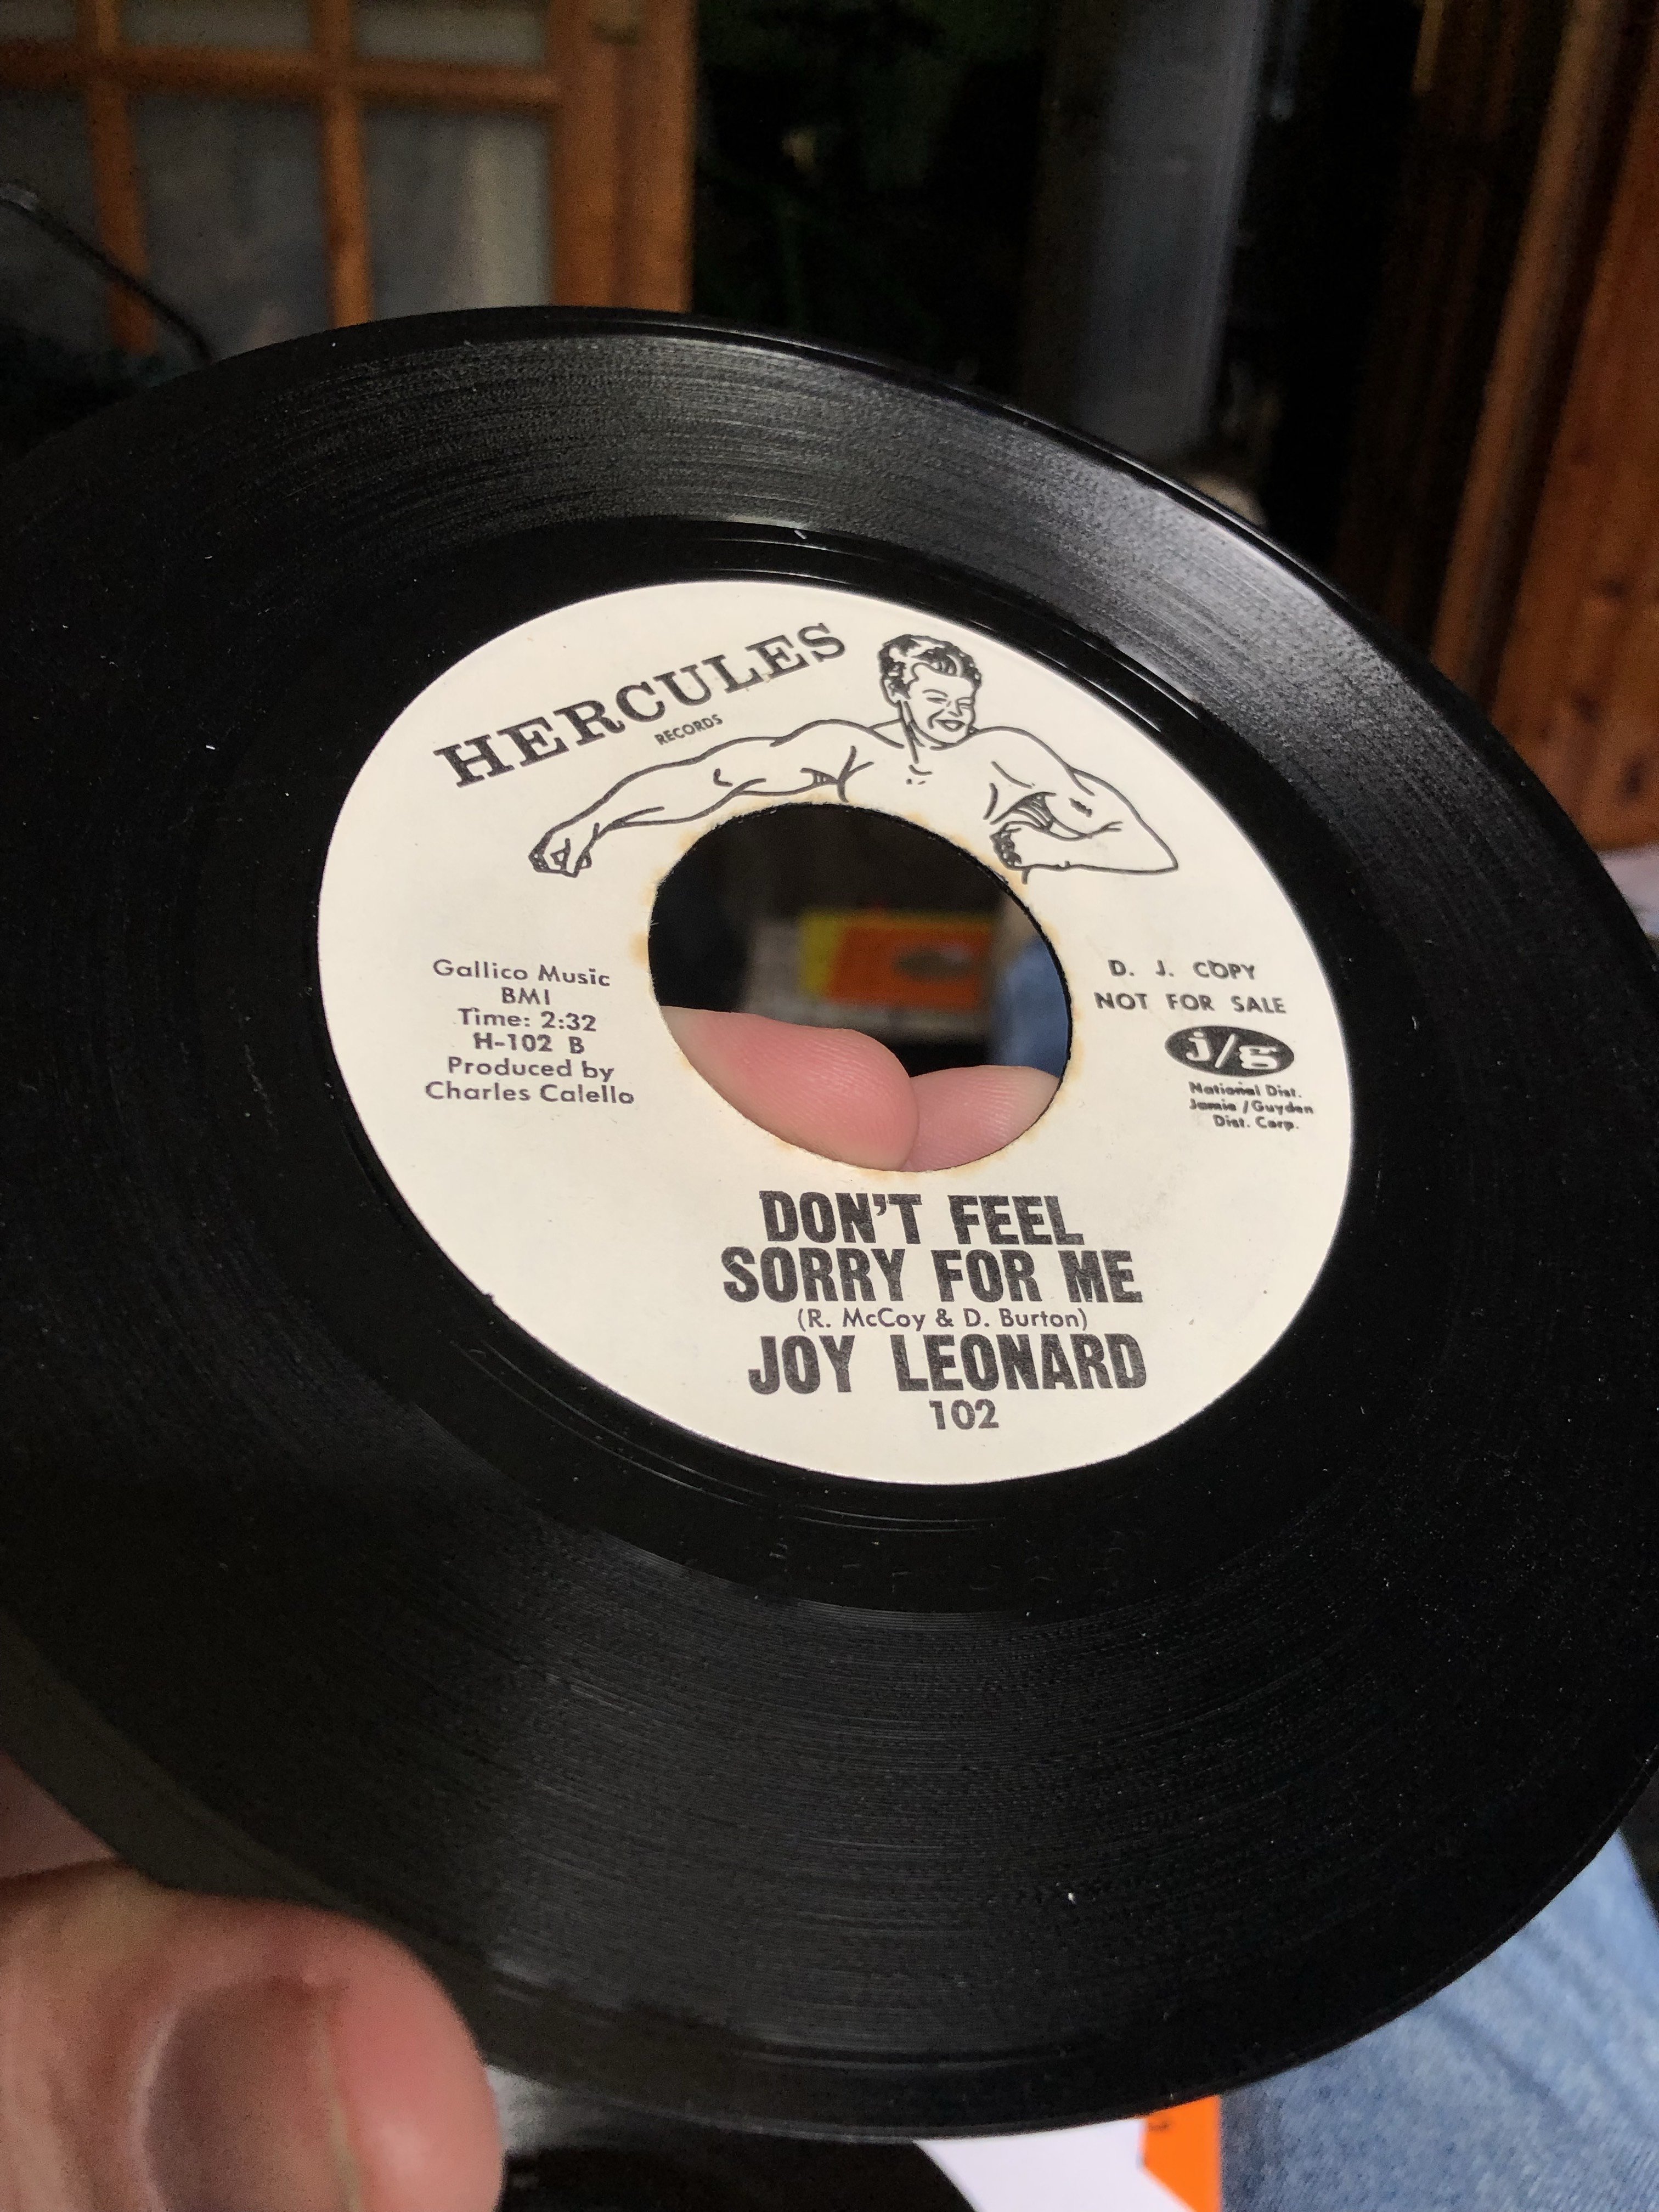 HERCULES
RECORDS
Gallico Music
BMI
Time: 2:32
H-102 B
Produced by
Charles Calello
D. J. COPY
NOT FOR SALE
j/g
National Dist.
Jamie/Guyden
Dist. Corp.
DON'T FEEL
SORRY FOR ME
(R. McCoy & D. Burton)
JOY LEONARD
102